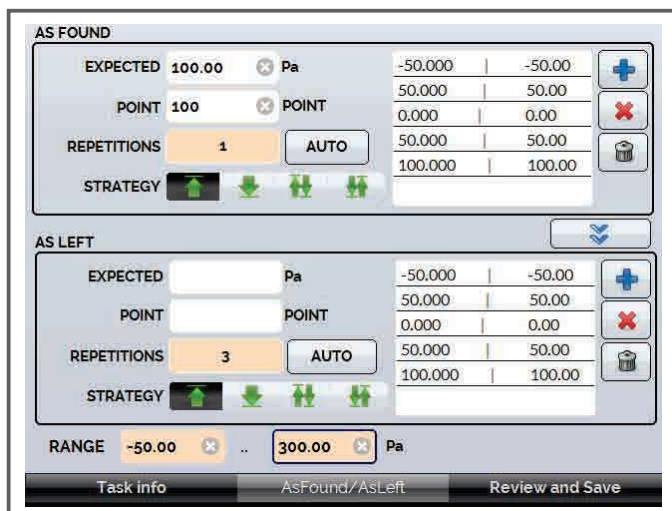 AS FOUND
EXPECTED 100.00 Pa
POINT 100 POINT
REPETITIONS 1 AUTO
STRATEGY
-50.000 | -50.00
50.000 | 50.00
0.000 | 0.00
50.000 | 50.00
100.000 | 100.00
AS LEFT
EXPECTED Pa
POINT POINT
REPETITIONS 3 AUTO
STRATEGY
-50.000 | -50.00
50.000 | 50.00
0.000 | 0.00
50.000 | 50.00
100.000 | 100.00
RANGE -50.00 .. 300.00 Pa
Task info AsFound/AsLeft Review and Save